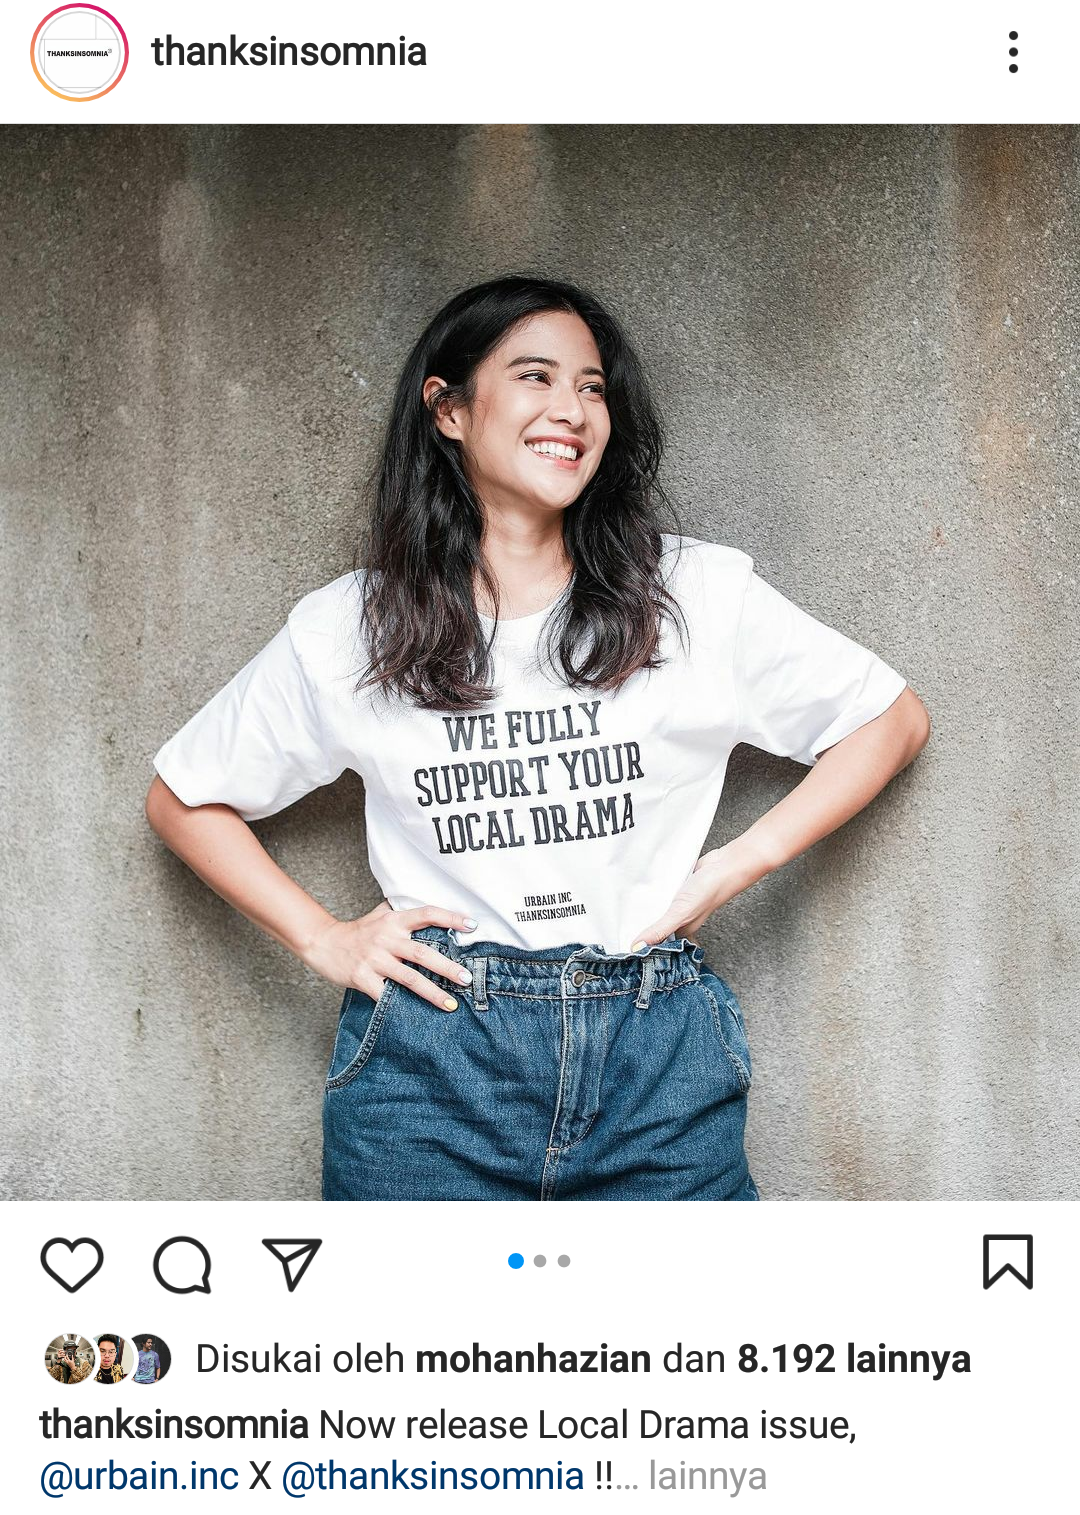 THANKSINSOMNIA®
thanksinsomnia
WE FULLY
SUPPORT YOUR
LOCAL DRAMA
URBAIN INC
THANKSINSOMNIA
Disukai oleh mohanhazian dan 8.192 lainnya
thanksinsomnia Now release Local Drama issue,
@urbain.inc X @thanksinsomnia !!... lainnya